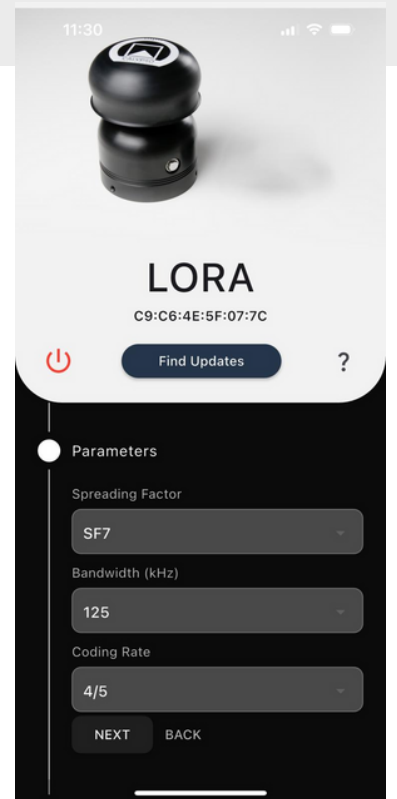 11:30
LORA
C9:C6:4E:5F:07:7C
Find Updates
?
Parameters
Spreading Factor
SF7
Bandwidth (kHz)
125
Coding Rate
4/5
NEXT BACK